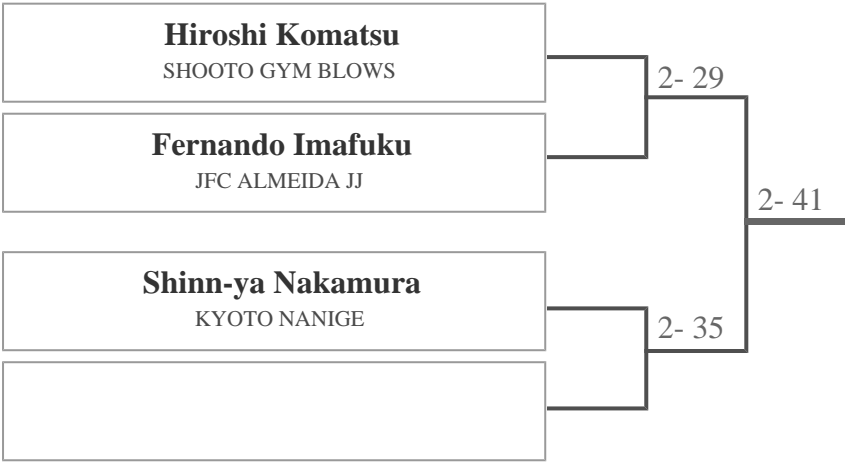 Hiroshi Komatsu
SHOOTO GYM BLOWS
2- 29
Fernando Imafuku
JFC ALMEIDA JJ
2- 41
Shinn-ya Nakamura
KYOTO NANIGE
2- 35